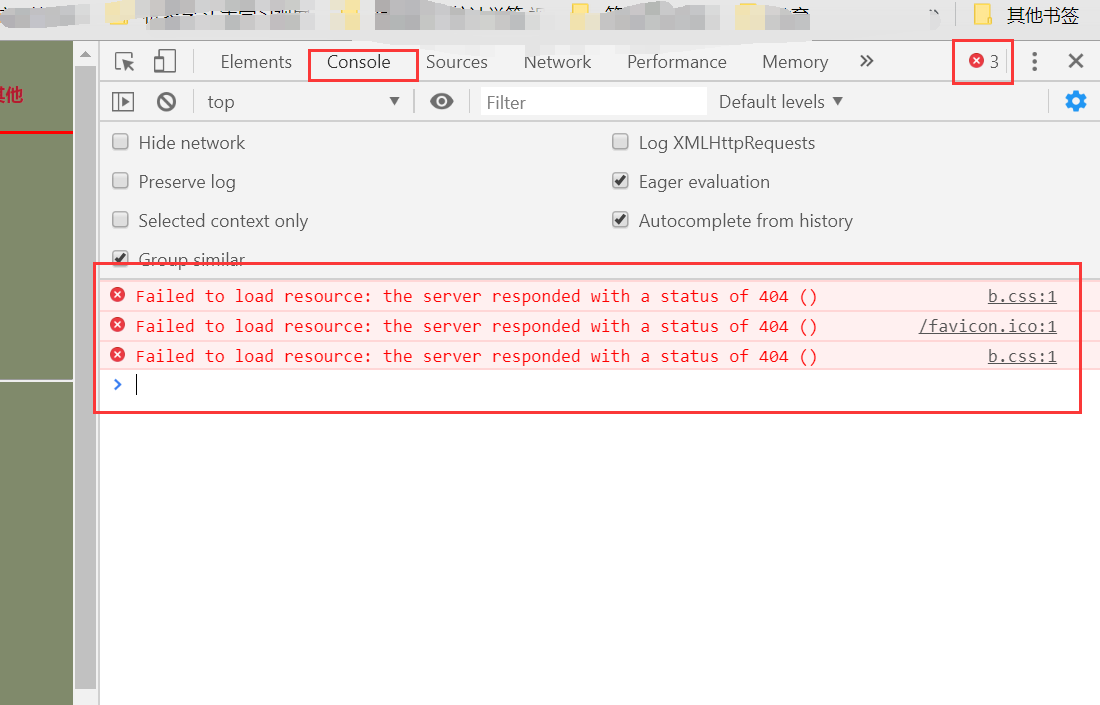 其他书签
其他
Elements Console Sources Network Performance Memory » 3
top Filter Default levels
Hide network Log XMLHttpRequests
Preserve log Eager evaluation
Selected context only Autocomplete from history
Group similar
Failed to load resource: the server responded with a status of 404 () b.css:1
Failed to load resource: the server responded with a status of 404 () /favicon.ico:1
Failed to load resource: the server responded with a status of 404 () b.css:1